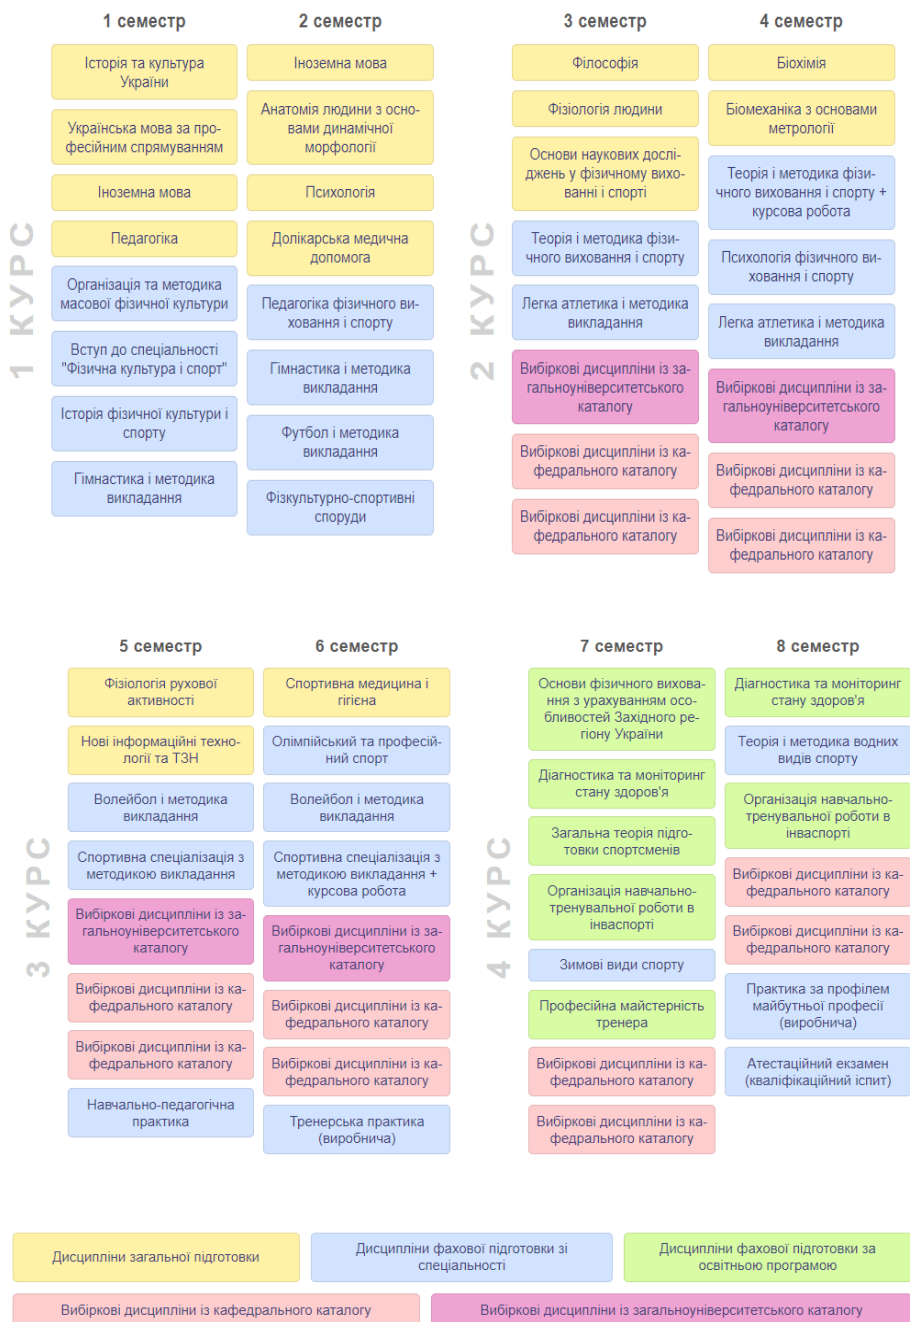 1 семестр
Історія та культура
України
Українська мова за про-
фесійним спрямуванням
Іноземна мова
Педагогіка
Організація та методика
масової фізичної культури
Вступ до спеціальності
"Фізична культура і спорт"
Історія фізичної культури і
спорту
Гімнастика і методика
викладання
2 семестр
Іноземна мова
Анатомія людини з осно-
вами динамічної
морфології
Психологія
Долікарська медична
допомога
Педагогіка фізичного ви-
ховання і спорту
Гімнастика і методика
викладання
Футбол і методика
викладання
Фізкультурно-спортивні
споруди
1 КУРС
3 семестр
Філософія
Фізіологія людини
Основи наукових дослі-
джень у фізичному вихо-
ванні і спорті
Теорія і методика фізи-
чного виховання і спорту
Легка атлетика і методика
викладання
Вибіркові дисципліни із за-
гальноуніверситетського
каталогу
Вибіркові дисципліни із ка-
федрального каталогу
Вибіркові дисципліни із ка-
федрального каталогу
4 семестр
Біохімія
Біомеханіка з основами
метрології
Теорія і методика фізи-
чного виховання і спорту +
курсова робота
Психологія фізичного ви-
ховання і спорту
Легка атлетика і методика
викладання
Вибіркові дисципліни із за-
гальноуніверситетського
каталогу
Вибіркові дисципліни із ка-
федрального каталогу
Вибіркові дисципліни із ка-
федрального каталогу
2 КУРС
5 семестр
Фізіологія рухової
активності
Нові інформаційні техно-
логії та ТЗН
Волейбол і методика
викладання
Спортивна спеціалізація з
методикою викладання
Вибіркові дисципліни із за-
гальноуніверситетського
каталогу
Вибіркові дисципліни із ка-
федрального каталогу
Вибіркові дисципліни із ка-
федрального каталогу
Навчально-педагогічна
практика
6 семестр
Спортивна медицина і
гігієна
Олімпійський та професій-
ний спорт
Волейбол і методика
викладання
Спортивна спеціалізація з
методикою викладання +
курсова робота
Вибіркові дисципліни із за-
гальноуніверситетського
каталогу
Вибіркові дисципліни із ка-
федрального каталогу
Вибіркові дисципліни із ка-
федрального каталогу
Тренерська практика
(виробнича)
3 КУРС
7 семестр
Основи фізичного вихова-
ння з урахуванням осо-
бливостей Західного ре-
гіону України
Діагностика та моніторинг
стану здоров'я
Загальна теорія підго-
товки спортсменів
Організація навчально-
тренувальної роботи в
інваспорті
Зимові види спорту
Професійна майстерність
тренера
Вибіркові дисципліни із ка-
федрального каталогу
Вибіркові дисципліни із ка-
федрального каталогу
8 семестр
Діагностика та моніторинг
стану здоров'я
Теорія і методика водних
видів спорту
Організація навчально-
тренувальної роботи в
інваспорті
Вибіркові дисципліни із ка-
федрального каталогу
Вибіркові дисципліни із ка-
федрального каталогу
Практика за профілем
майбутньої професії
(виробнича)
Атестаційний екзамен
(кваліфікаційний іспит)
4 КУРС
Дисципліни загальної підготовки
Дисципліни фахової підготовки зі
спеціальності
Дисципліни фахової підготовки за
освітньою програмою
Вибіркові дисципліни із кафедрального каталогу
Вибіркові дисципліни із загальноуніверситетського каталогу